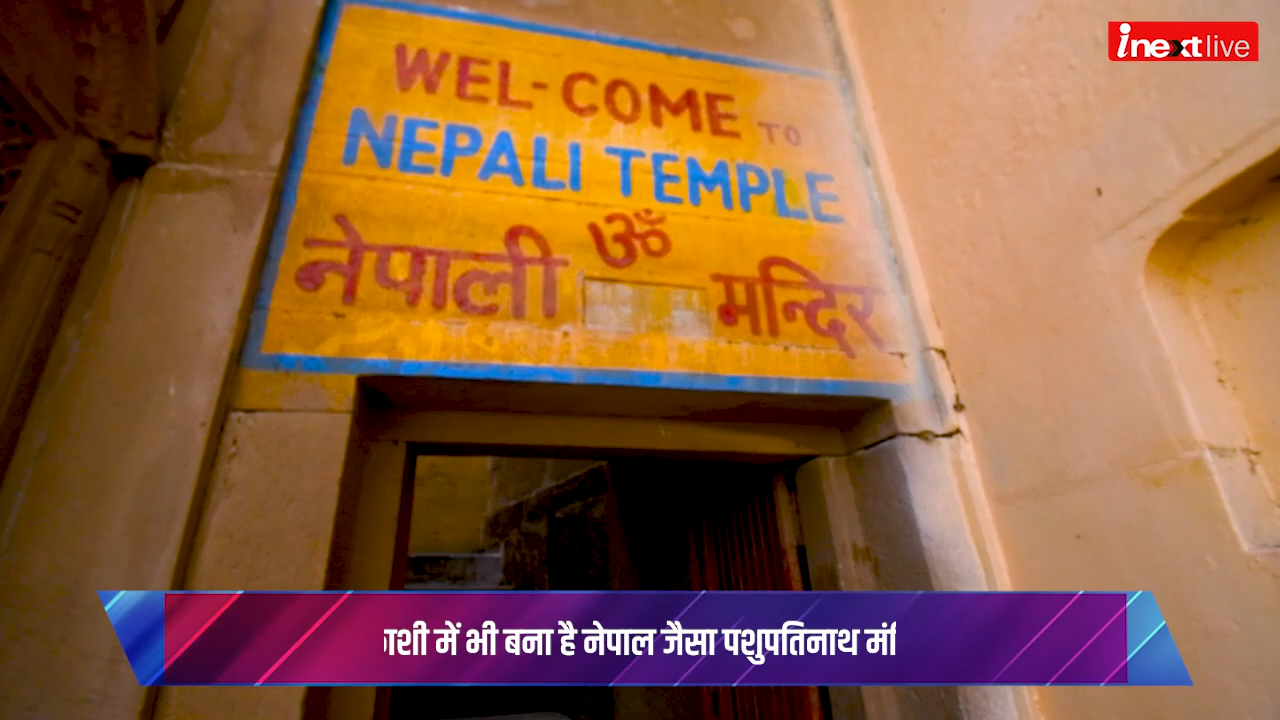 inextlive
WEL-COME TO
NEPALI TEMPLE
ॐ
नेपाली मन्दिर
में भी बना है नेपाल जैसा पशुपतिनाथ